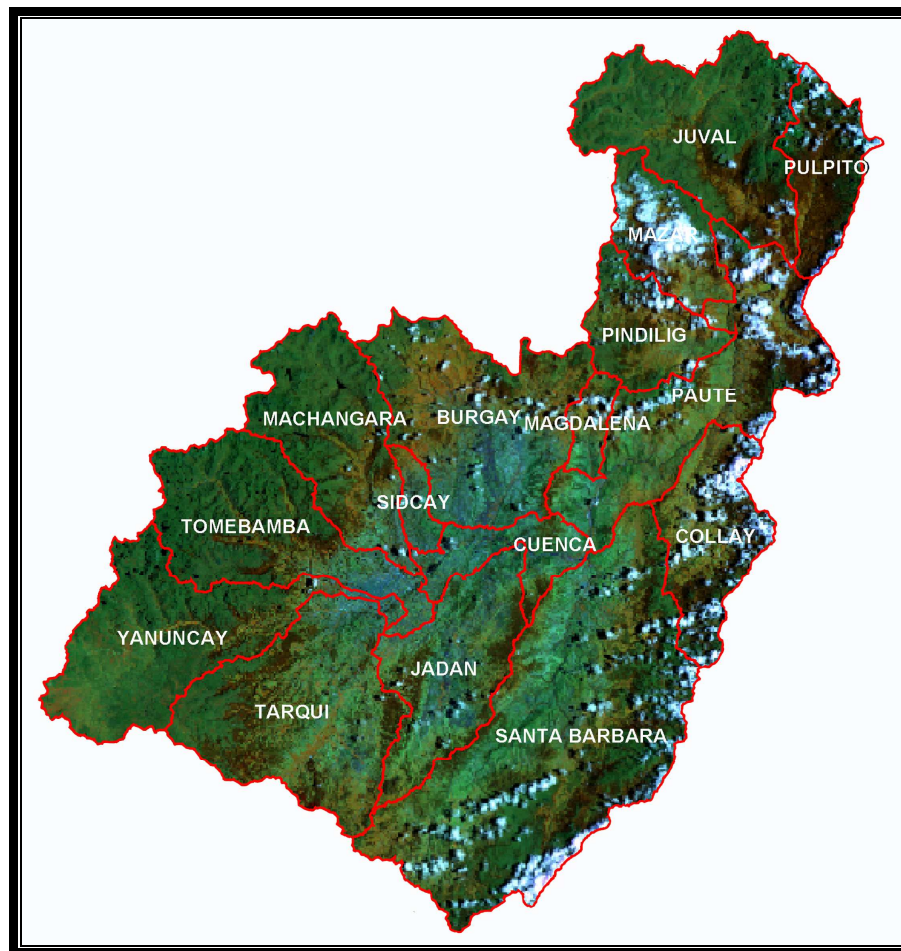 JUVAL
PULPITO
MAZAR
PINDILIG
PAUTE
MACHANGARA
BURGAY
MAGDALENA
SIDCAY
TOMEBAMBA
CUENCA
COLLAY
YANUNCAY
JADAN
TARQUI
SANTA BARBARA